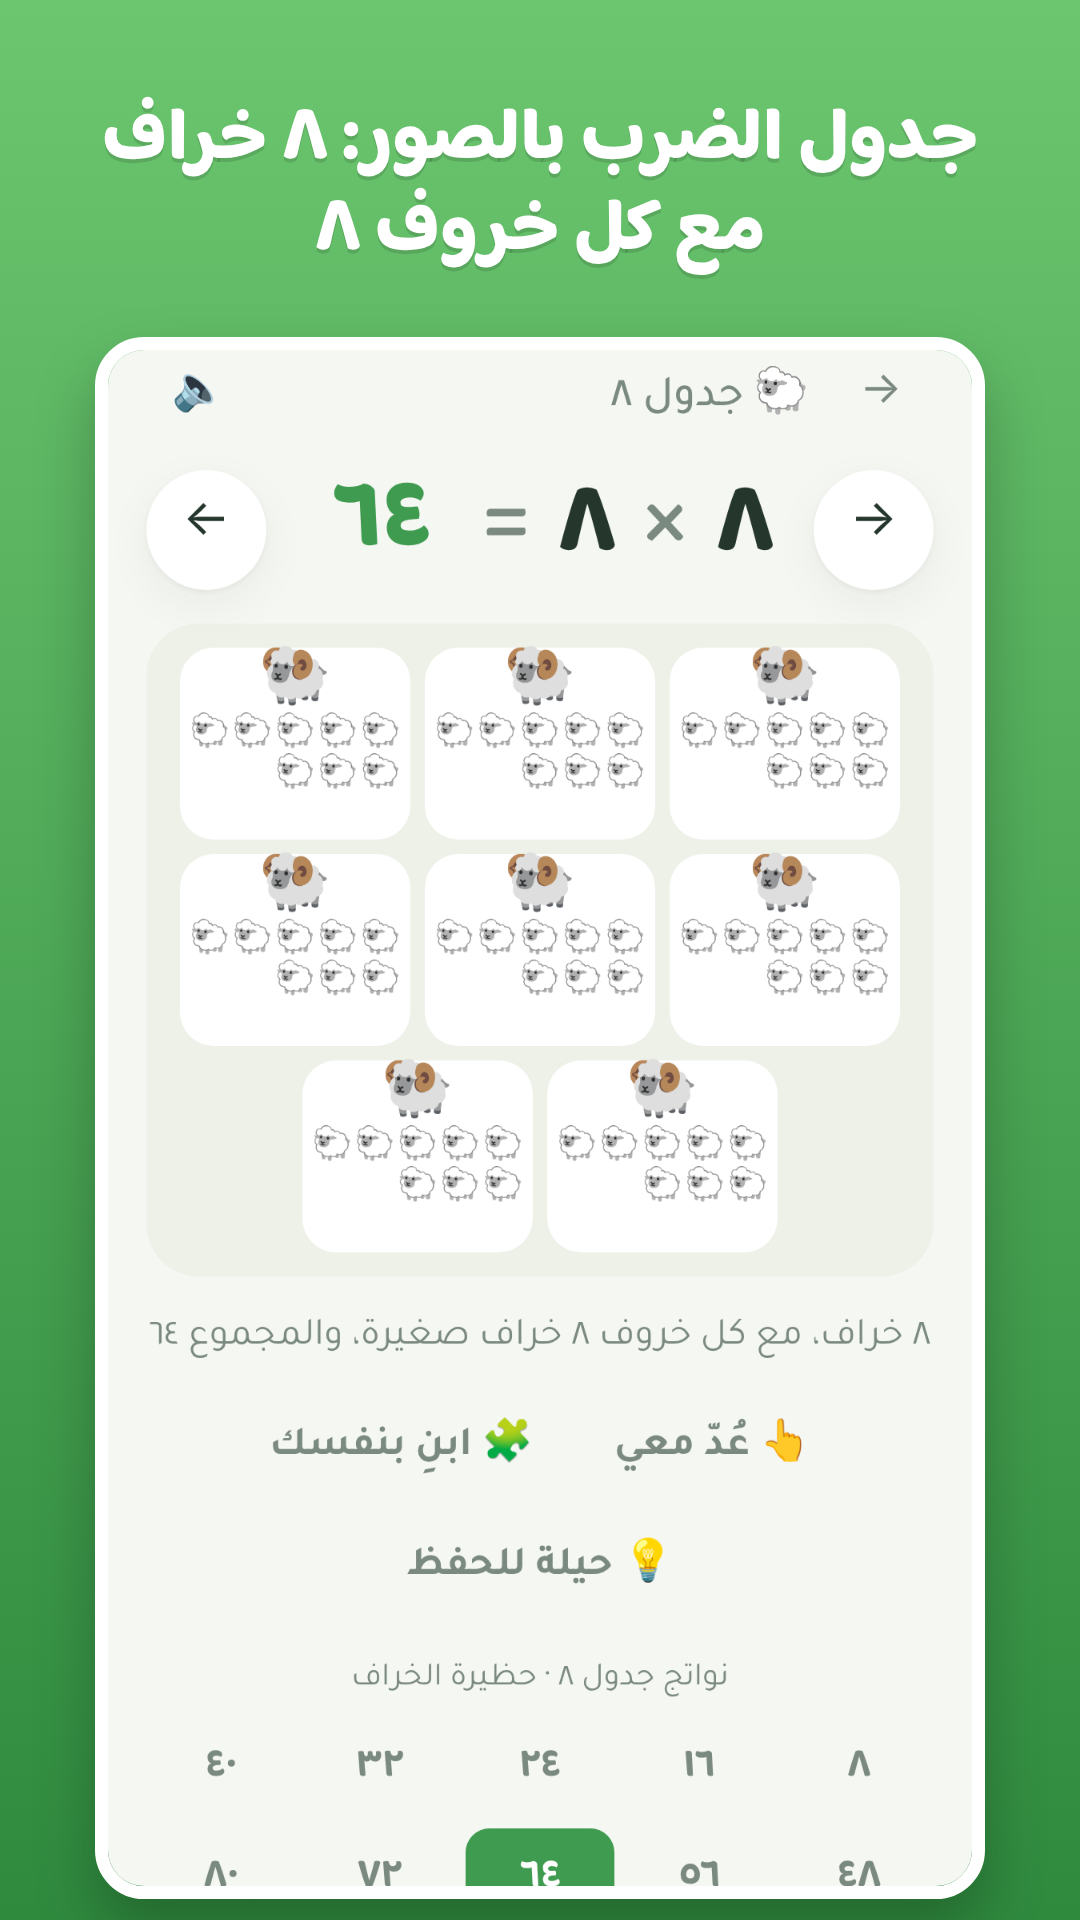 جدول الضرب بالصور: ٨ خراف
مع كل خروف ٨
جدول ٨
٨ × ٨ = ٦٤
٨ خراف، مع كل خروف ٨ خراف صغيرة، والمجموع ٦٤
عُدّ معي
ابنِ بنفسك
حيلة للحفظ
نواتج جدول ٨ · حظيرة الخراف
٨ ١٦ ٢٤ ٣٢ ٤٠
٤٨ ٥٦ ٦٤ ٧٢ ٨٠